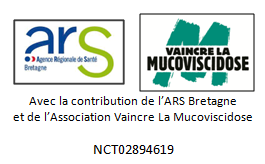 ars
Agence Régionale de Santé
Bretagne
VAINCRE LA
MUCOVISCIDOSE
Avec la contribution de l'ARS Bretagne
et de l'Association Vaincre La Mucoviscidose
NCT02894619